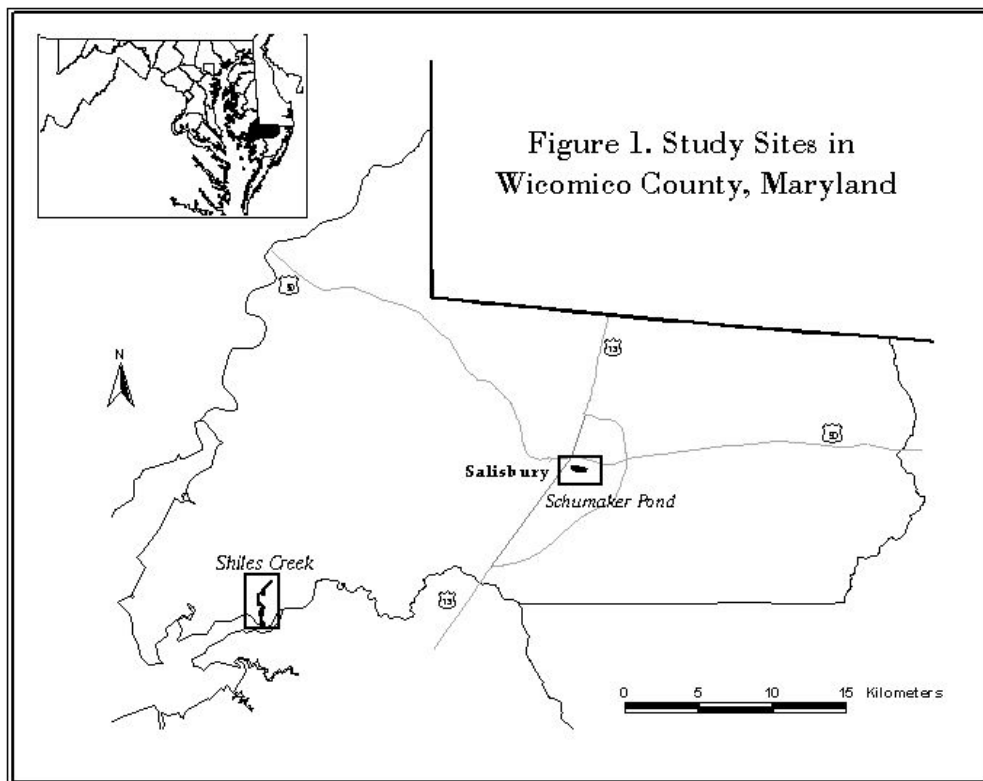 Figure 1. Study Sites in
Wicomico County, Maryland
50
N
13
50
Salisbury
Schumaker Pond
Shiles Creek
13
0 5 10 15 Kilometers